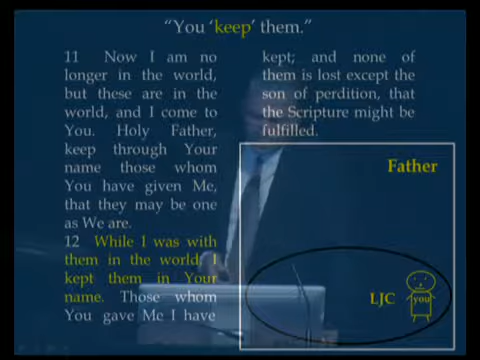 “You ‘keep’ them.”
11 Now I am no
longer in the world,
but these are in the
world, and I come to
You. Holy Father,
keep through Your
name those whom
You have given Me,
that they may be one
as We are.
12 While I was with
them in the world, I
kept them in Your
name. Those whom
You gave Me I have
kept; and none of
them is lost except the
son of perdition, that
the Scripture might be
fulfilled.
Father
LJC
you